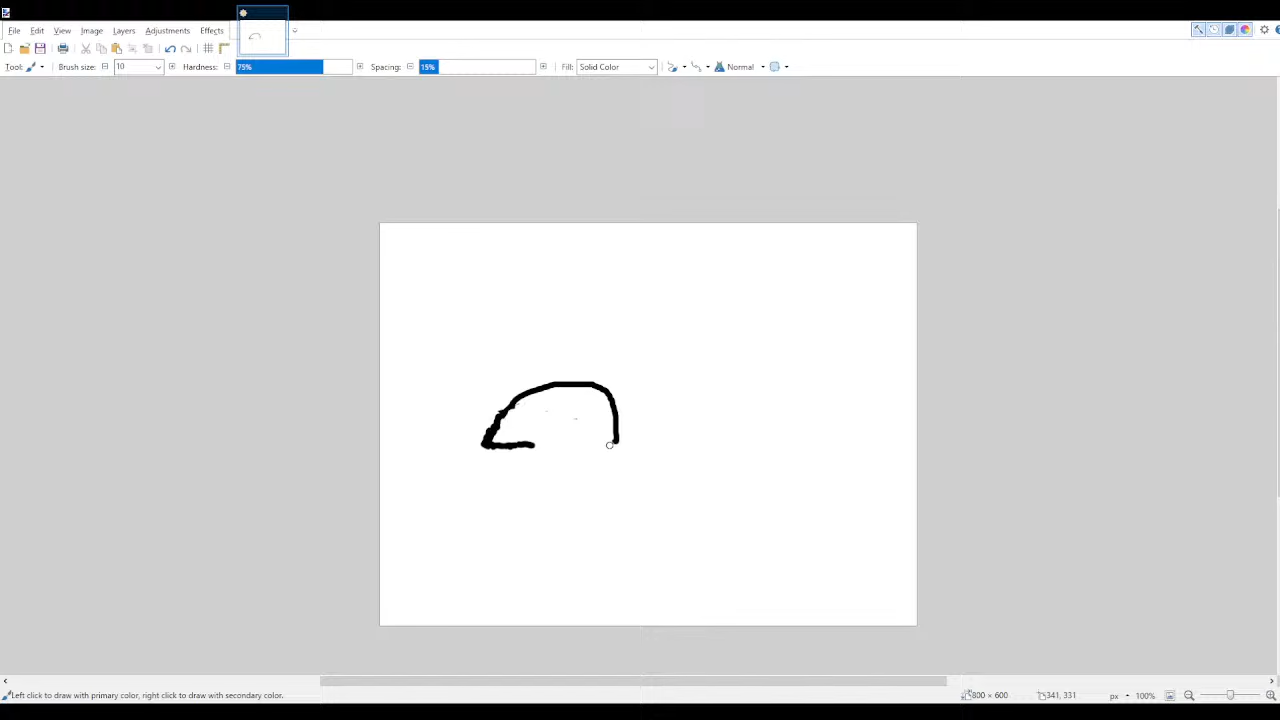 File Edit View Image Layers Adjustments Effects
Tool: Brush size: 10 Hardness: 75% Spacing: 15% Fill: Solid Color Normal
Left click to draw with primary color, right click to draw with secondary color. 800 × 600 341, 331 px 100%